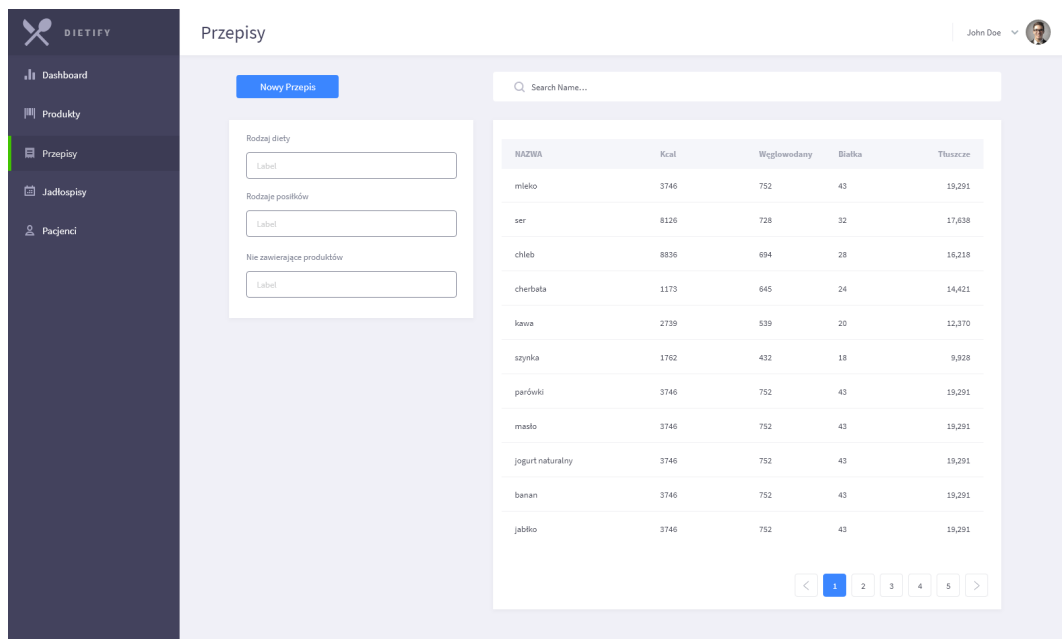 DIETIFY
Przepisy
John Doe
Dashboard
Produkty
Przepisy
Jadłospisy
Pacjenci
Nowy Przepis
Search Name...
Rodzaj diety
Label
Rodzaje posiłków
Label
Nie zawierające produktów
Label
NAZWA Kcal Węglowodany Białka Tłuszcze
mleko 3746 752 43 19,291
ser 8126 728 32 17,638
chleb 8836 694 28 16,218
cherbata 1173 645 24 14,421
kawa 2739 539 20 12,370
szynka 1762 432 18 9,928
parówki 3746 752 43 19,291
masło 3746 752 43 19,291
jogurt naturalny 3746 752 43 19,291
banan 3746 752 43 19,291
jabłko 3746 752 43 19,291
1 2 3 4 5